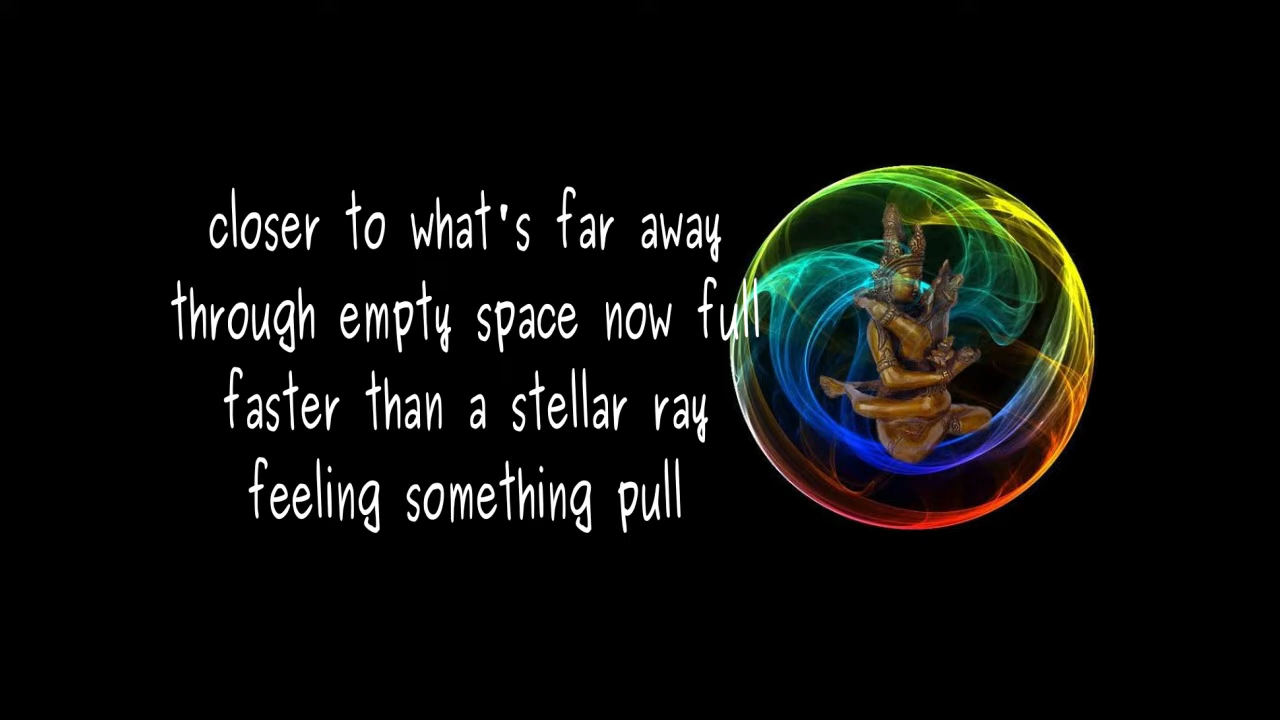 closer to what's far away
through empty space now full
faster than a stellar ray
feeling something pull